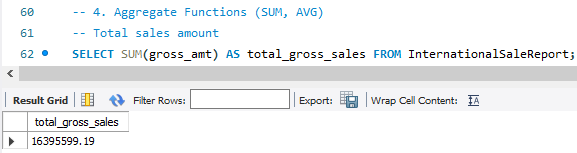 60 -- 4. Aggregate Functions (SUM, AVG)
61 -- Total sales amount
62 SELECT SUM(gross_amt) AS total_gross_sales FROM InternationalSaleReport;
Result Grid Filter Rows: Export: Wrap Cell Content:
total_gross_sales
16395599.19